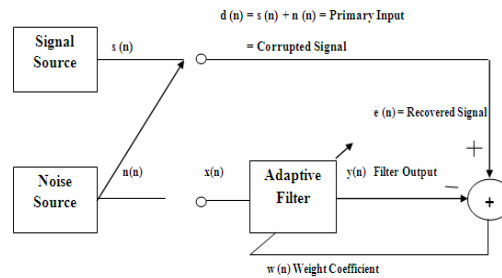 d (n) = s (n) + n (n) = Primary Input
Signal
Source
s (n)
= Corrupted Signal
e (n) = Recovered Signal
+
Noise
Source
n(n)
x(n)
Adaptive
Filter
y(n) Filter Output
−
+
w (n) Weight Coefficient